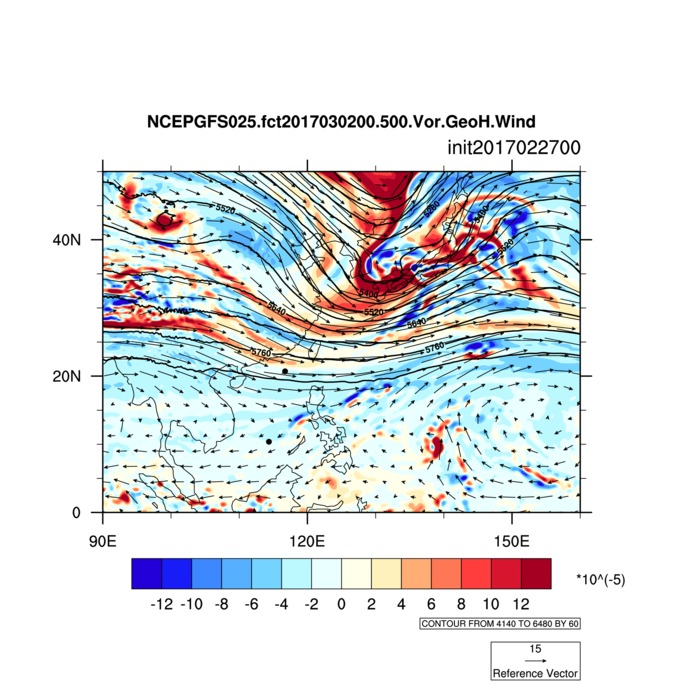 NCEPGFS025.fct2017030200.500.Vor.GeoH.Wind
init2017022700
5520
5280
5400
5520
5400
5520
5640
5640
5760
5760
40N
20N
0
90E 120E 150E
-12 -10 -8 -6 -4 -2 0 2 4 6 8 10 12
*10^(-5)
CONTOUR FROM 4140 TO 6480 BY 60
15
Reference Vector